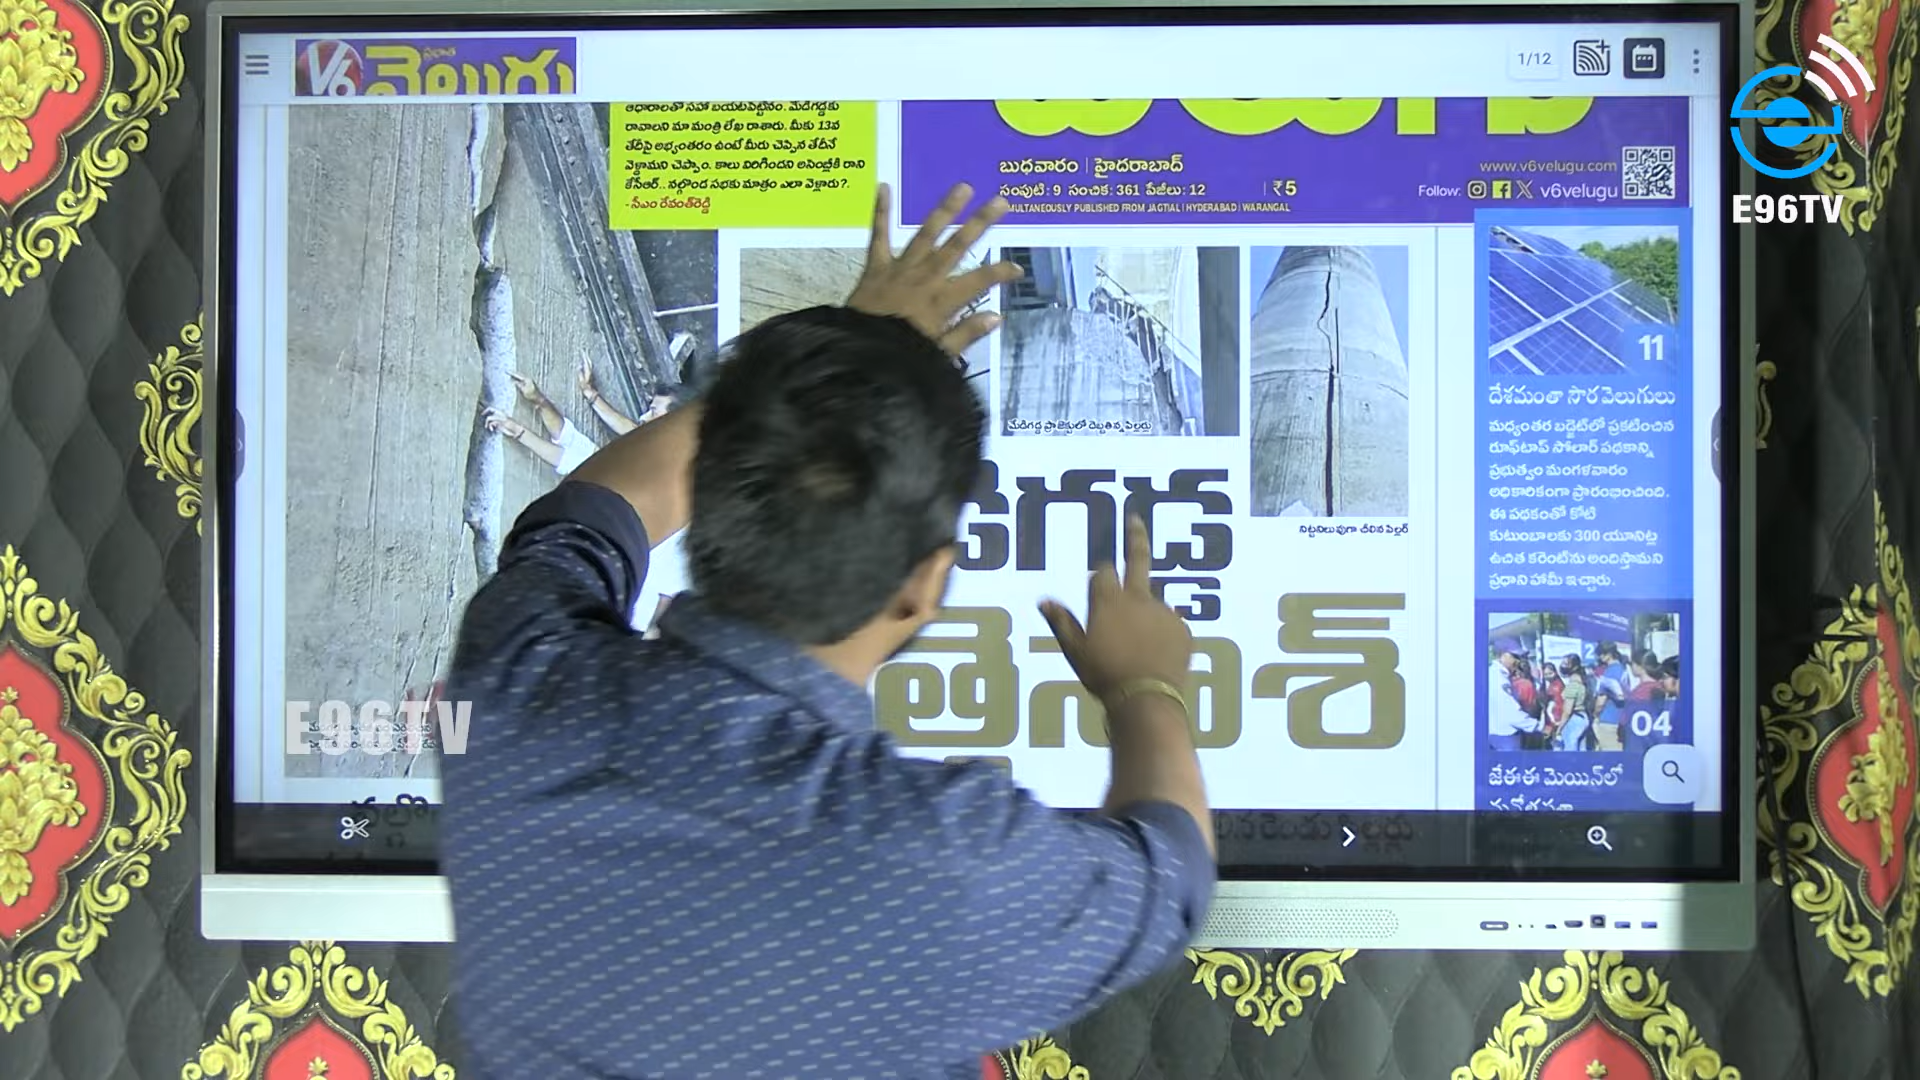 V6
ప్రభాత
వెలుగు
1/12
E96TV
ఆధారాలతో సహా బయటపెట్టినం. మేడిగడ్డకు
రావాలని మా మంత్రి లేఖ రాశారు. మీకు 13వ
తేదీపై అభ్యంతరం ఉంటే మీరు చెప్పిన తేదీనే
వెళ్దామని చెప్పాం. కాలు విరిగిందని అసెంబ్లీకి రాని
కేసీఆర్.. నల్గొండ సభకు మాత్రం ఎలా వెళ్లారు?.
- సీఎం రేవంత్‌రెడ్డి
బుధవారం | హైదరాబాద్
సంపుటి: 9 సంచిక: 361 పేజీలు: 12 | ₹5
MULTANEOUSLY PUBLISHED FROM JAGTIAL | HYDERABAD | WARANGAL
www.v6velugu.com
Follow: v6velugu
మేడిగడ్డ ప్రాజెక్టులో దెబ్బతిన్న పిల్లర్లు
నిట్టనిలువుగా చీలిన పిల్లర్
డిగడ్డ
11
దేశమంతా సౌర వెలుగులు
మధ్యంతర బడ్జెట్‌లో ప్రకటించిన
రూఫ్‌టాప్ సోలార్ పథకాన్ని
ప్రభుత్వం మంగళవారం
అధికారికంగా ప్రారంభించింది.
ఈ పథకంతో కోటి
కుటుంబాలకు 300 యూనిట్ల
ఉచిత కరెంట్‌ను అందిస్తామని
ప్రధాని హామీ ఇచ్చారు.
04
జేఈఈ మెయిన్‌లో
E96TV